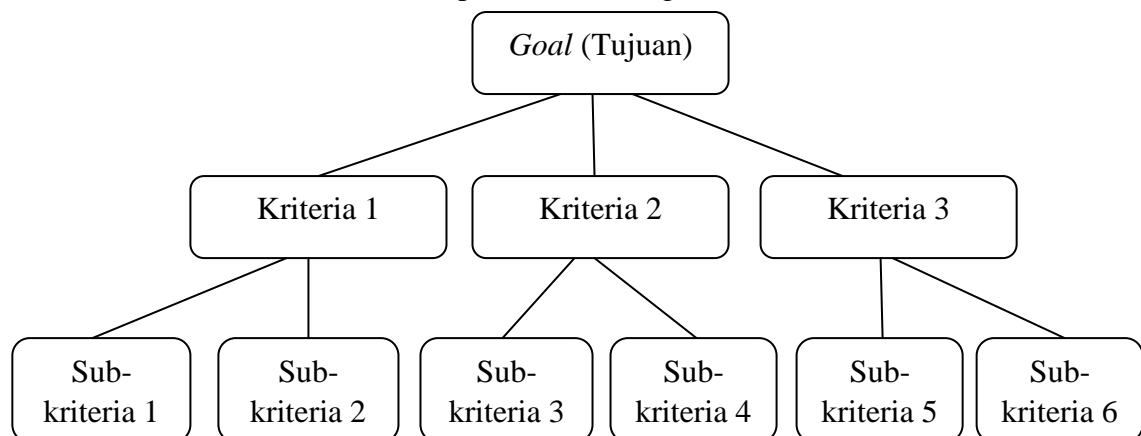 Goal (Tujuan)
Kriteria 1
Kriteria 2
Kriteria 3
Sub-
kriteria 1
Sub-
kriteria 2
Sub-
kriteria 3
Sub-
kriteria 4
Sub-
kriteria 5
Sub-
kriteria 6